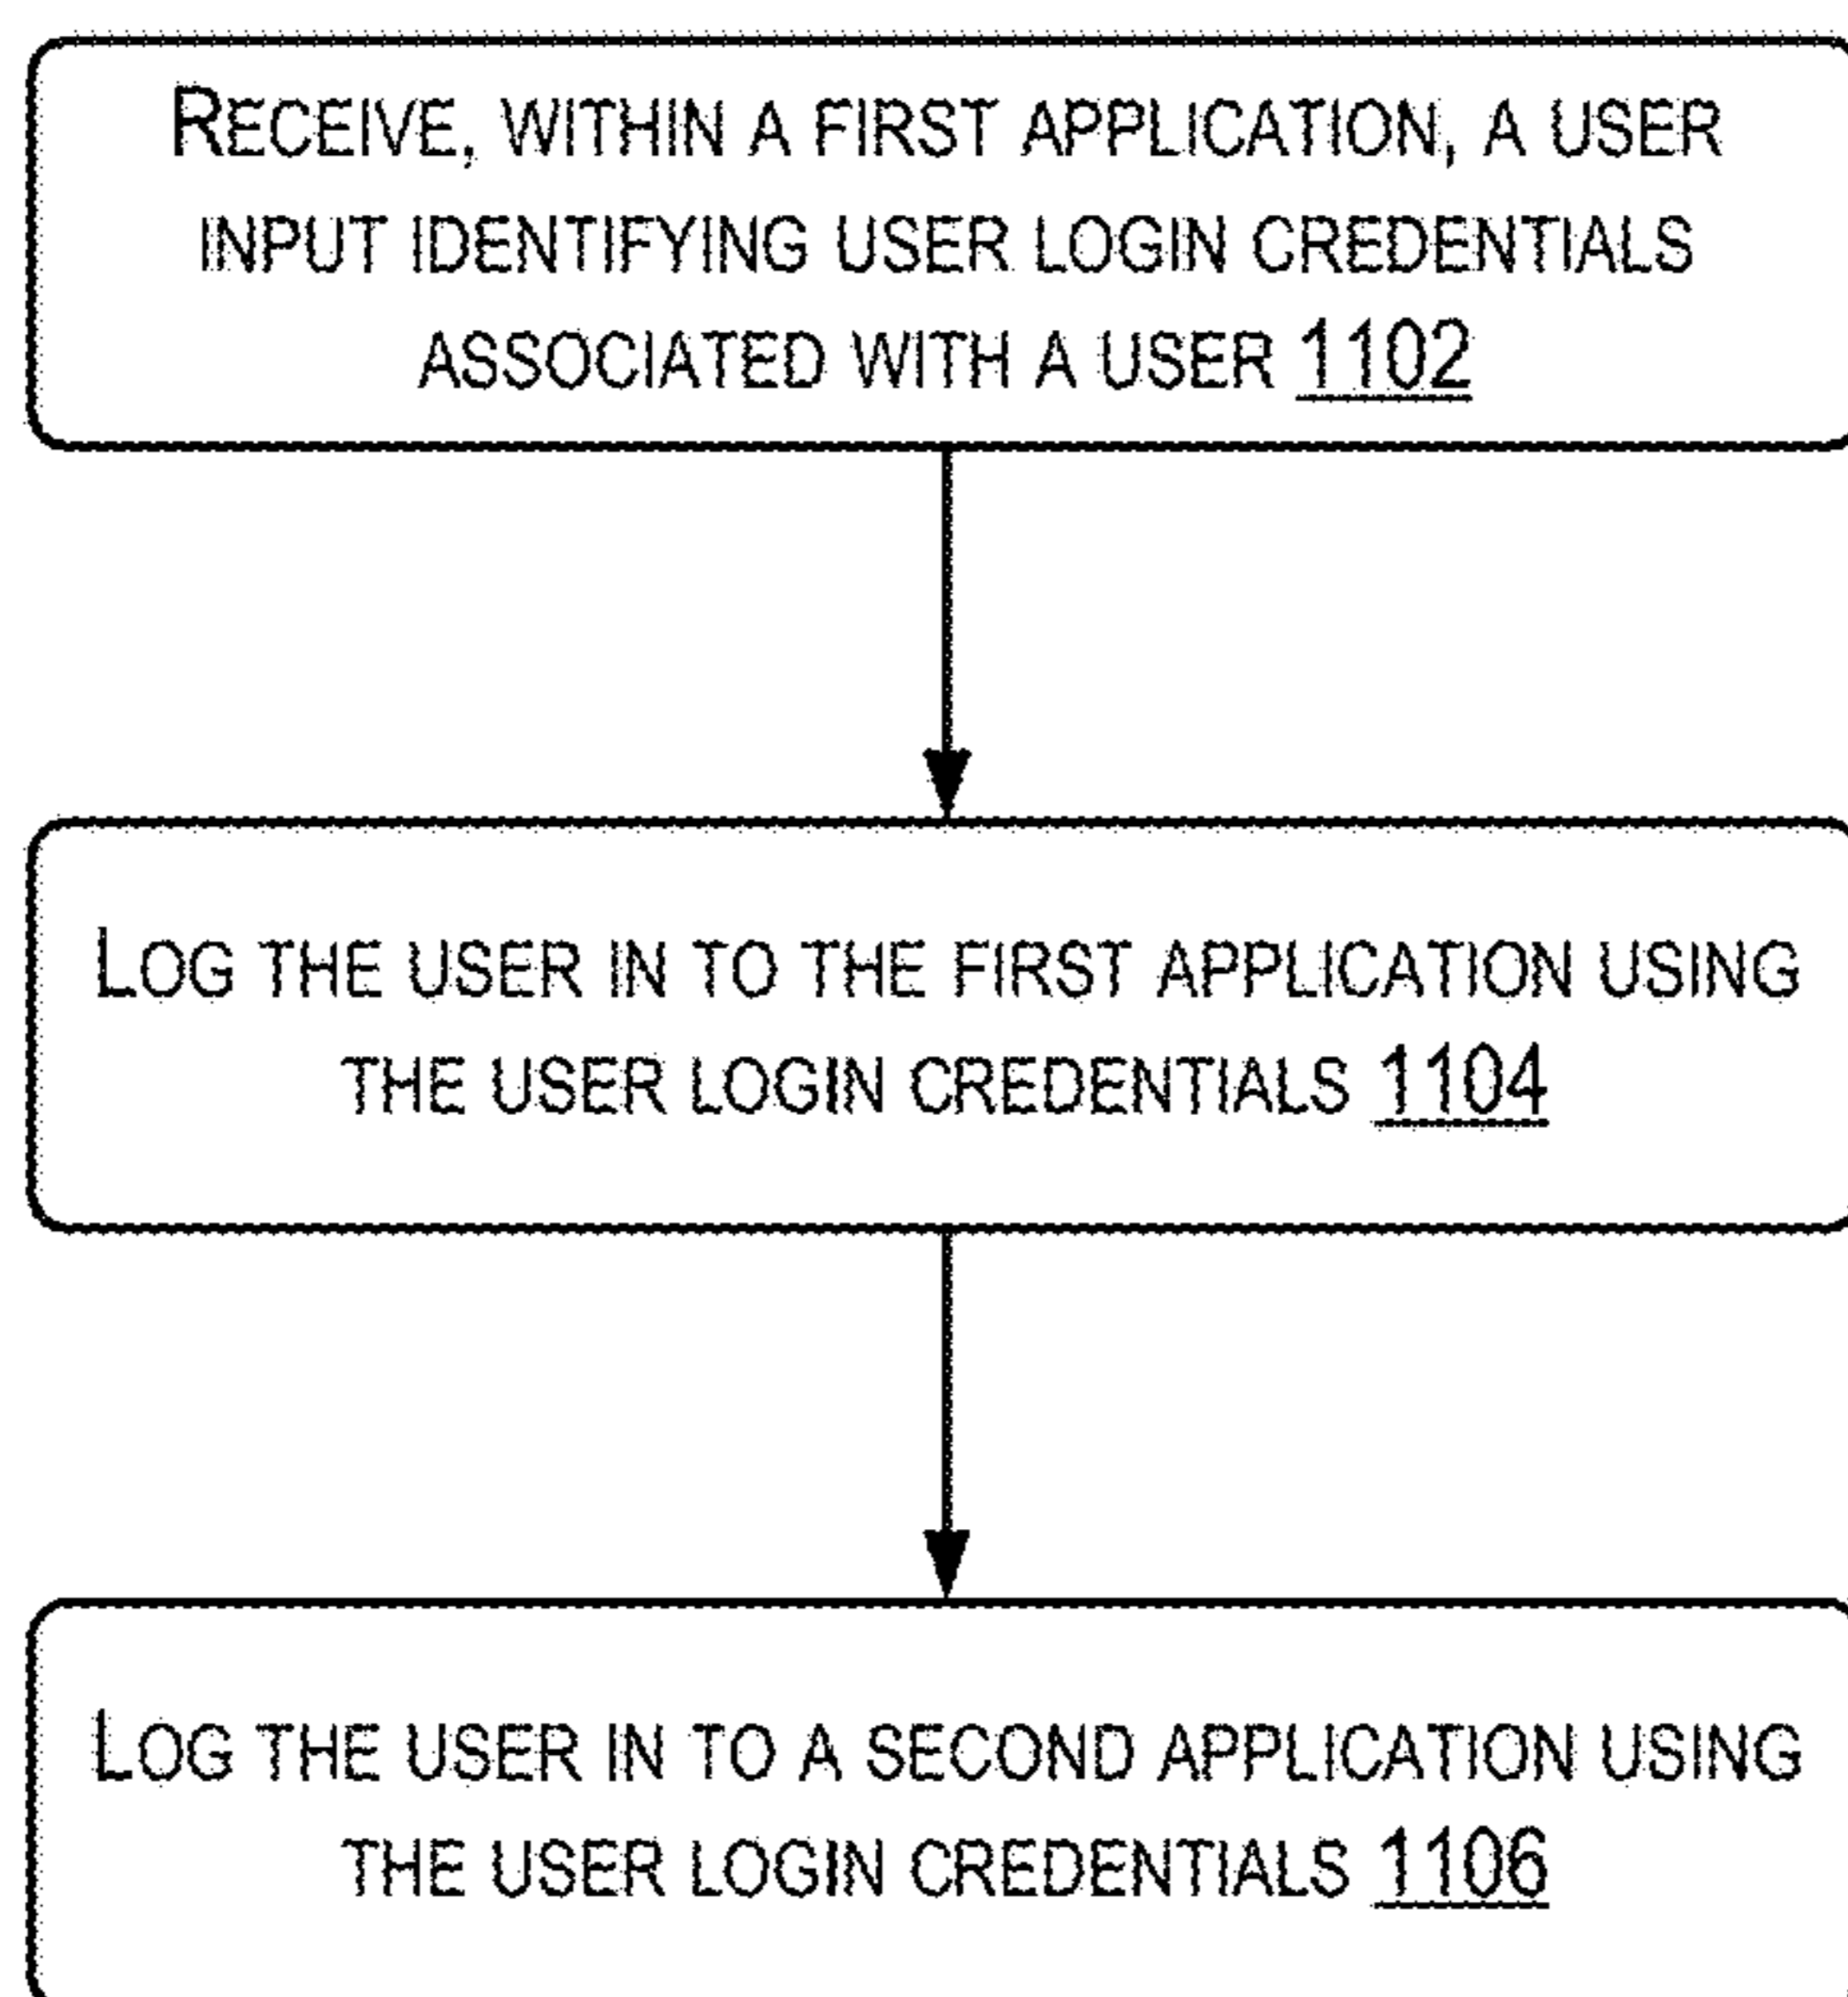 RECEIVE, WITHIN A FIRST APPLICATION, A USER
INPUT IDENTIFYING USER LOGIN CREDENTIALS
ASSOCIATED WITH A USER 1102
LOG THE USER IN TO THE FIRST APPLICATION USING
THE USER LOGIN CREDENTIALS 1104
LOG THE USER IN TO A SECOND APPLICATION USING
THE USER LOGIN CREDENTIALS 1106